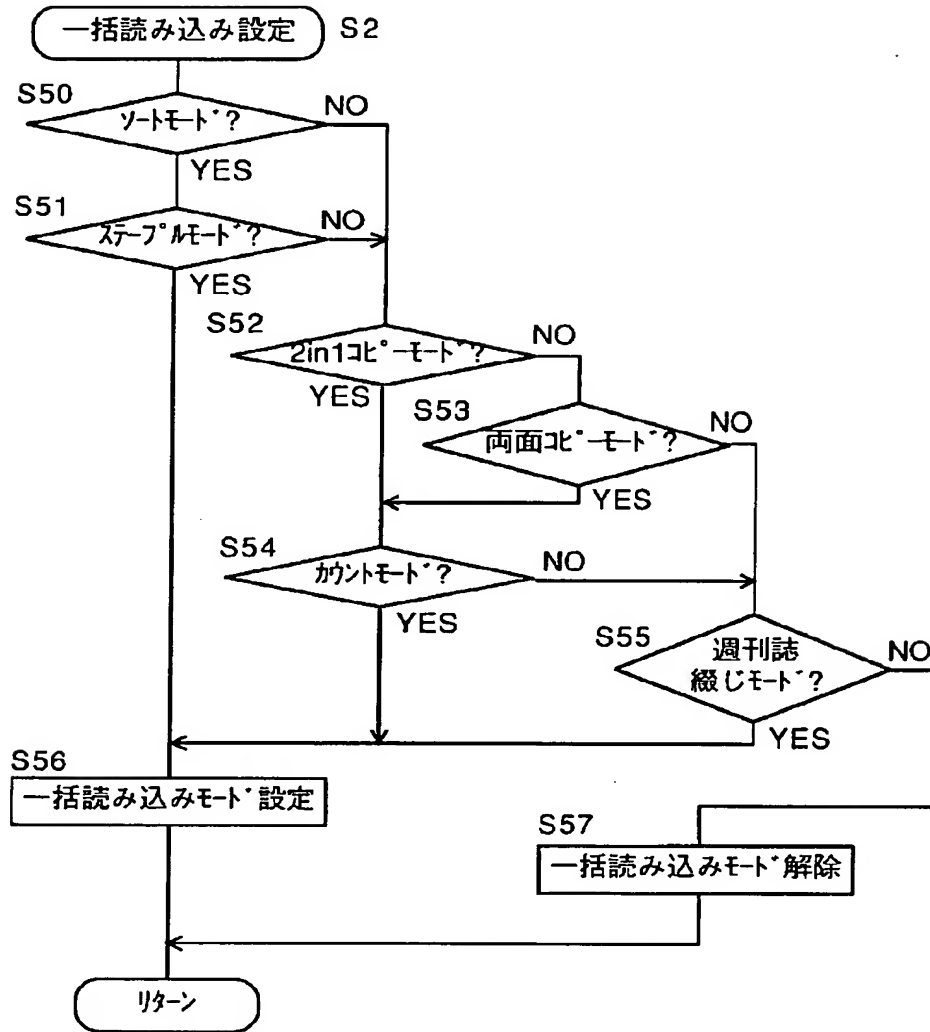 一括読み込み設定 S2
S50
ソートモード? NO
YES
S51
ステープルモード? NO
YES
S52
2in1コピーモード? NO
YES
S53
両面コピーモード? NO
YES
S54
カウントモード? NO
YES
S55
週刊誌
綴じモード? NO
YES
S56
一括読み込みモード設定
S57
一括読み込みモード解除
リターン